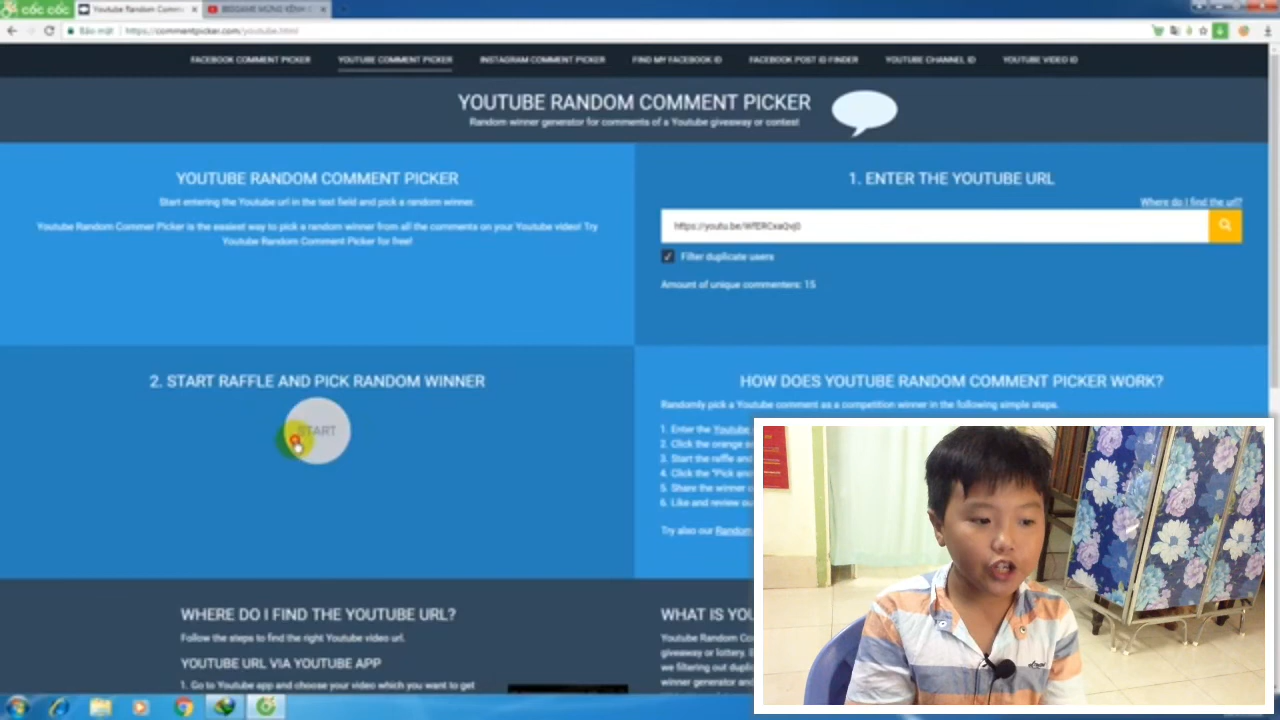 CỐC CỐC
Youtube Random Comme
Bảo mật
https://commentpicker.com/youtube.html
FACEBOOK COMMENT PICKER
YOUTUBE COMMENT PICKER
INSTAGRAM COMMENT PICKER
FIND MY FACEBOOK ID
FACEBOOK POST ID FINDER
YOUTUBE CHANNEL ID
YOUTUBE VIDEO ID
YOUTUBE RANDOM COMMENT PICKER
Random winner generator for comments of a Youtube giveaway or contest
YOUTUBE RANDOM COMMENT PICKER
Start entering the Youtube url in the text field and pick a random winner.
Youtube Random Commer Picker is the easiest way to pick a random winner from all the comments on your Youtube video! Try
Youtube Random Comment Picker for free!
1. ENTER THE YOUTUBE URL
Where do I find the url?
Filter duplicate users
Amount of unique commenters: 15
2. START RAFFLE AND PICK RANDOM WINNER
START
HOW DOES YOUTUBE RANDOM COMMENT PICKER WORK?
Randomly pick a Youtube comment as a competition winner in the following simple steps.
1. Enter the Youtube
2. Click the orange s
3. Start the raffle and
4. Click the "Pick ano
5. Share the winner o
6. Like and review ou
Try also our Random
WHERE DO I FIND THE YOUTUBE URL?
Follow the steps to find the right Youtube video url.
YOUTUBE URL VIA YOUTUBE APP
1. Go to Youtube app and choose your video which you want to get
WHAT IS YOU
Youtube Random Co
giveaway or lottery.
we filtering out dupli
winner generator and